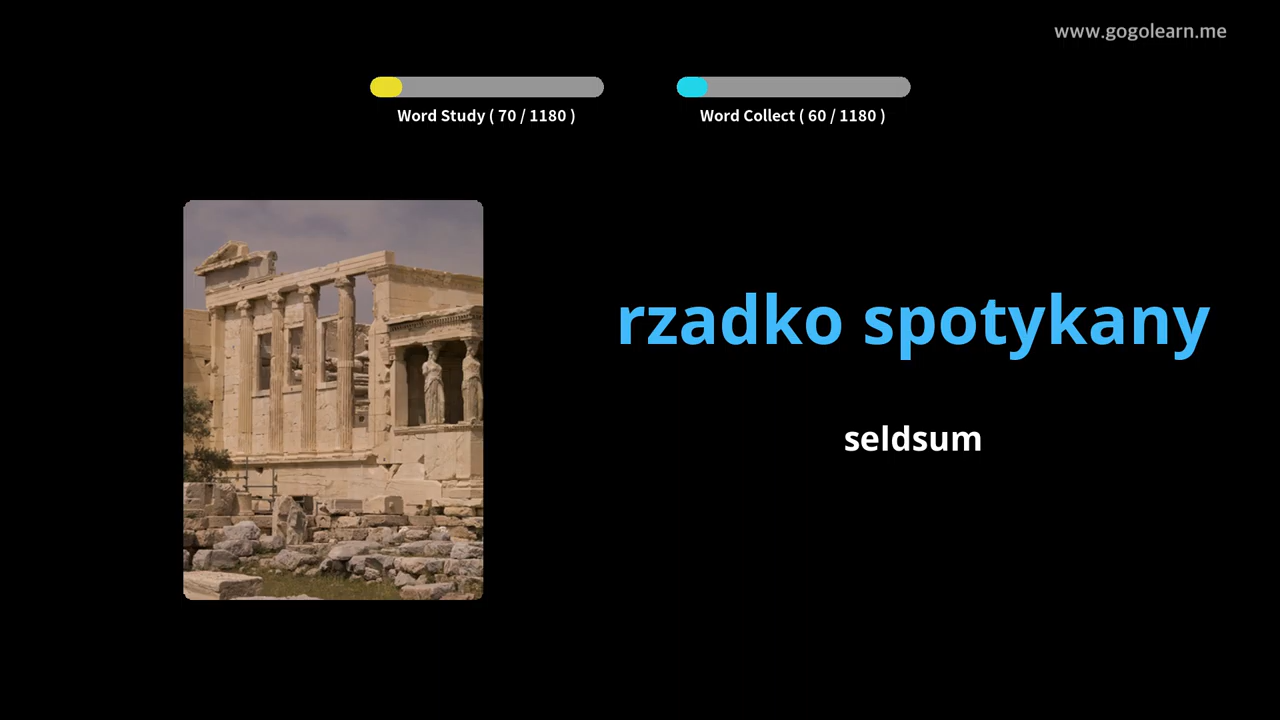 www.gogolearn.me
Word Study ( 70 / 1180 )
Word Collect ( 60 / 1180 )
rzadko spotykany
seldsum